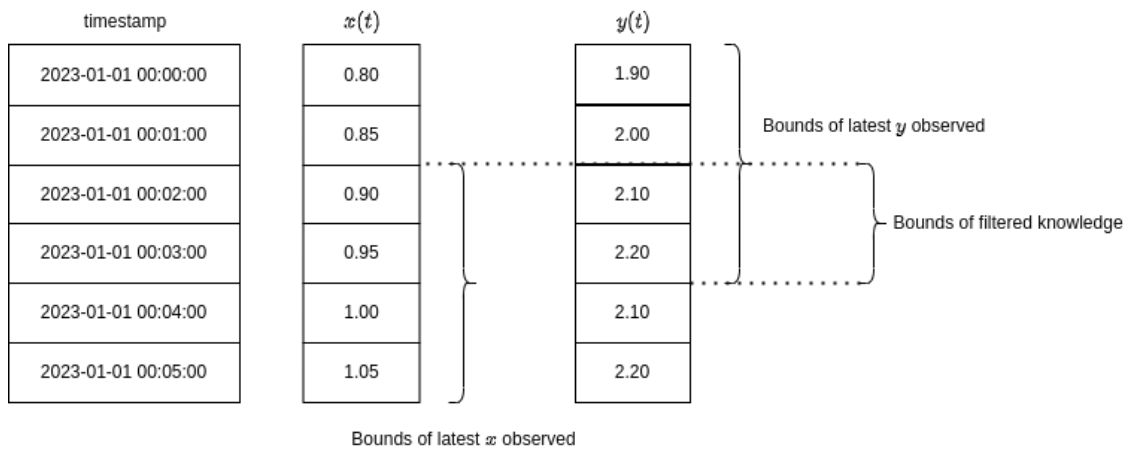 timestamp x(t) y(t)
2023-01-01 00:00:00 0.80 1.90
2023-01-01 00:01:00 0.85 2.00
Bounds of latest y observed
2023-01-01 00:02:00 0.90 2.10
Bounds of filtered knowledge
2023-01-01 00:03:00 0.95 2.20
2023-01-01 00:04:00 1.00 2.10
2023-01-01 00:05:00 1.05 2.20
Bounds of latest x observed